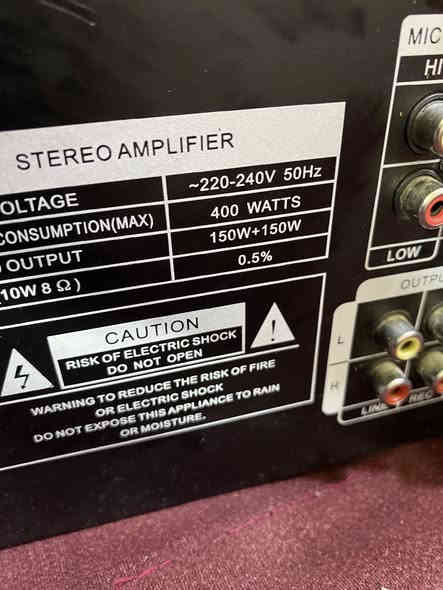 STEREO AMPLIFIER
OLTAGE ~220-240V 50Hz
CONSUMPTION(MAX) 400 WATTS
OUTPUT 150W+150W
(10W 8 Ω) 0.5%
CAUTION
RISK OF ELECTRIC SHOCK
DO NOT OPEN
WARNING TO REDUCE THE RISK OF FIRE
OR ELECTRIC SHOCK
DO NOT EXPOSE THIS APPLIANCE TO RAIN
OR MOISTURE.
MIC
HI
LOW
OUTPU
L
H
LINE REC